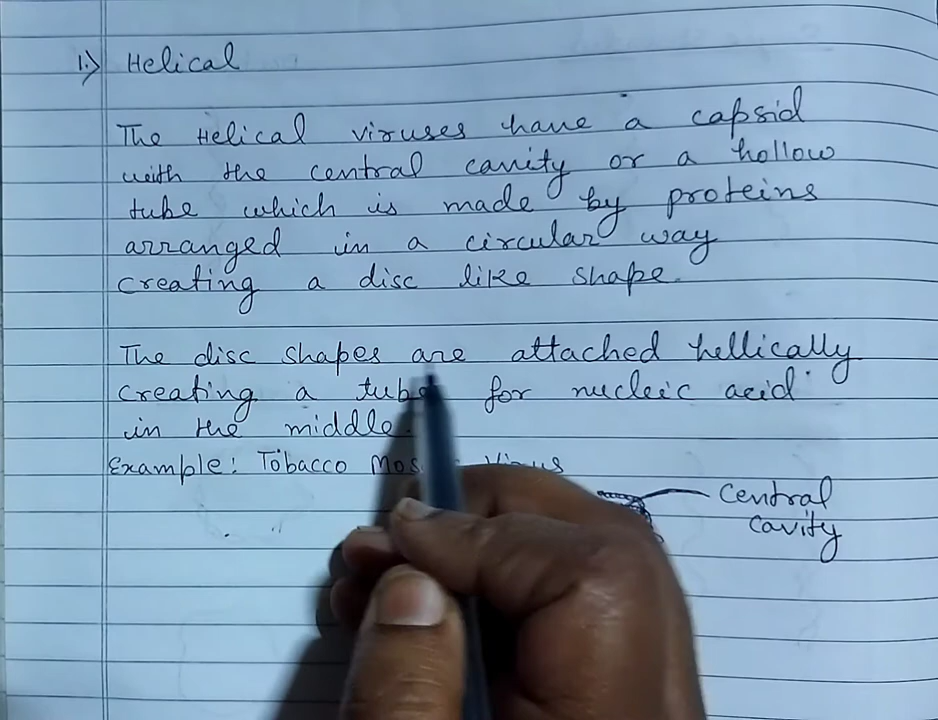 1.) Helical
The Helical viruses have a capsid
with the central cavity or a hollow
tube which is made by proteins
arranged in a circular way
creating a disc like shape.
The disc shapes are attached hellically
creating a tube for nucleic acid
in the middle.
Example: Tobacco Virus
Central
Cavity